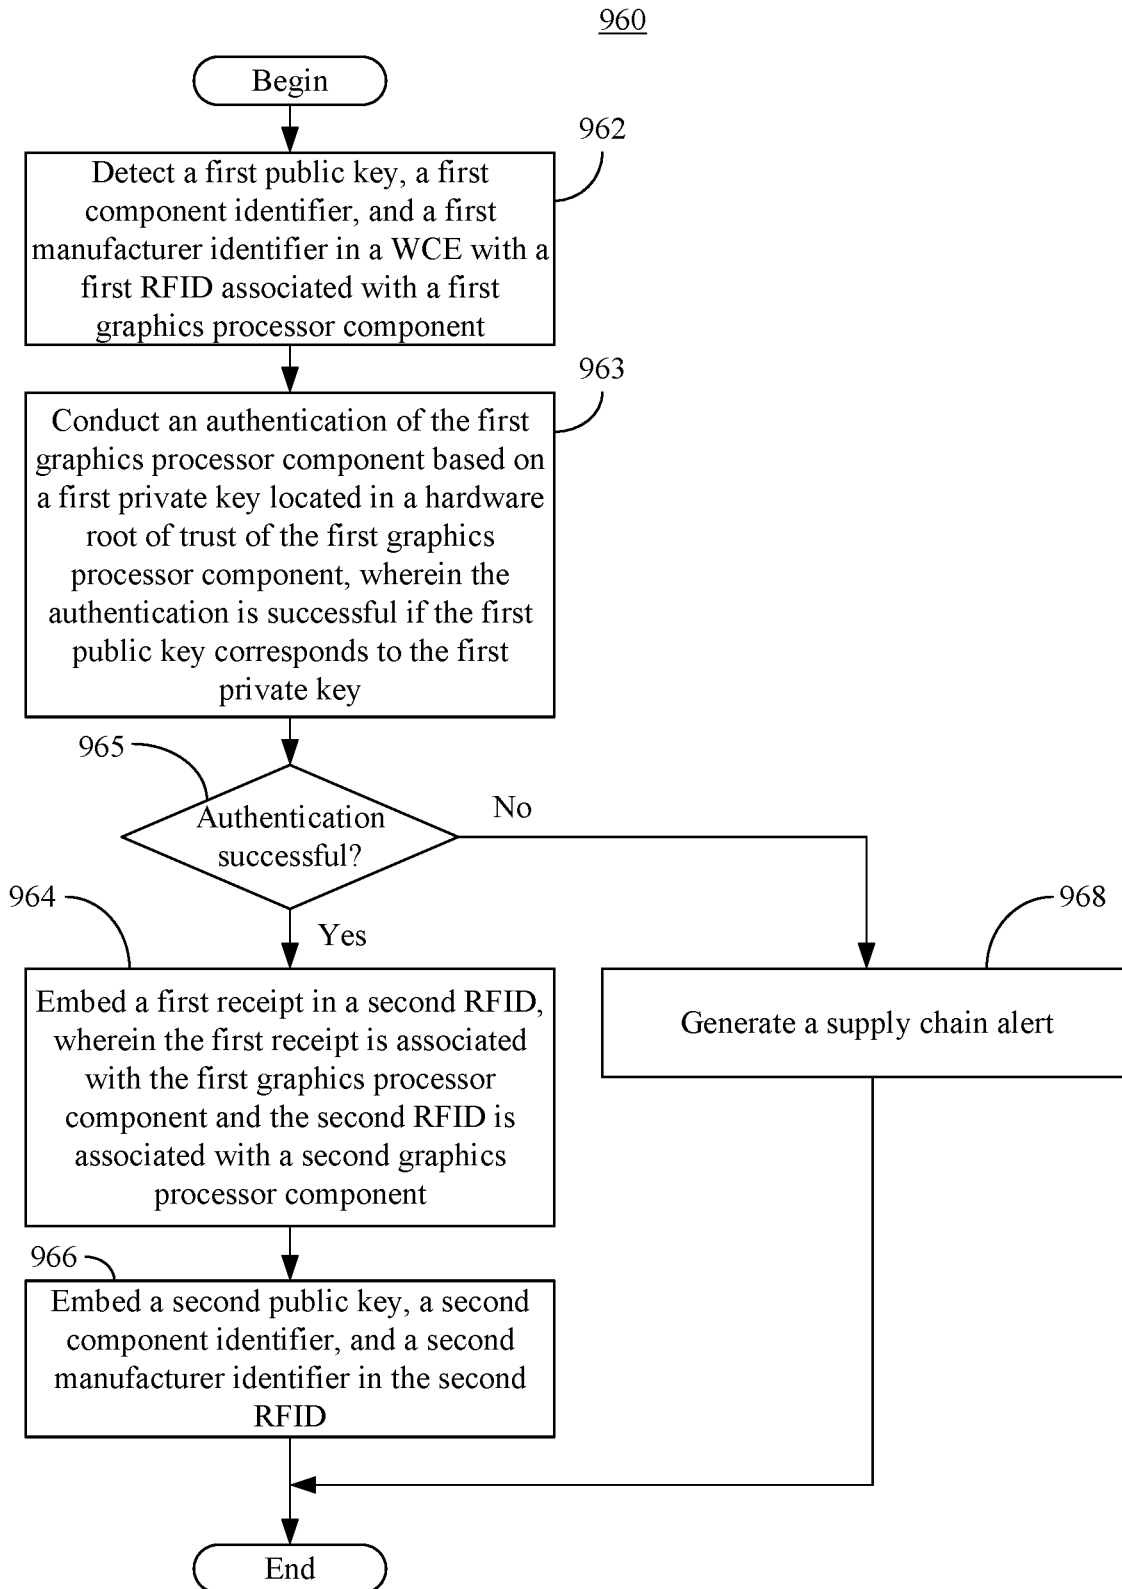 960
Begin
962
Detect a first public key, a first
component identifier, and a first
manufacturer identifier in a WCE with a
first RFID associated with a first
graphics processor component
963
Conduct an authentication of the first
graphics processor component based on
a first private key located in a hardware
root of trust of the first graphics
processor component, wherein the
authentication is successful if the first
public key corresponds to the first
private key
965
Authentication
successful?
No
Yes
964
Embed a first receipt in a second RFID,
wherein the first receipt is associated
with the first graphics processor
component and the second RFID is
associated with a second graphics
processor component
968
Generate a supply chain alert
966
Embed a second public key, a second
component identifier, and a second
manufacturer identifier in the second
RFID
End